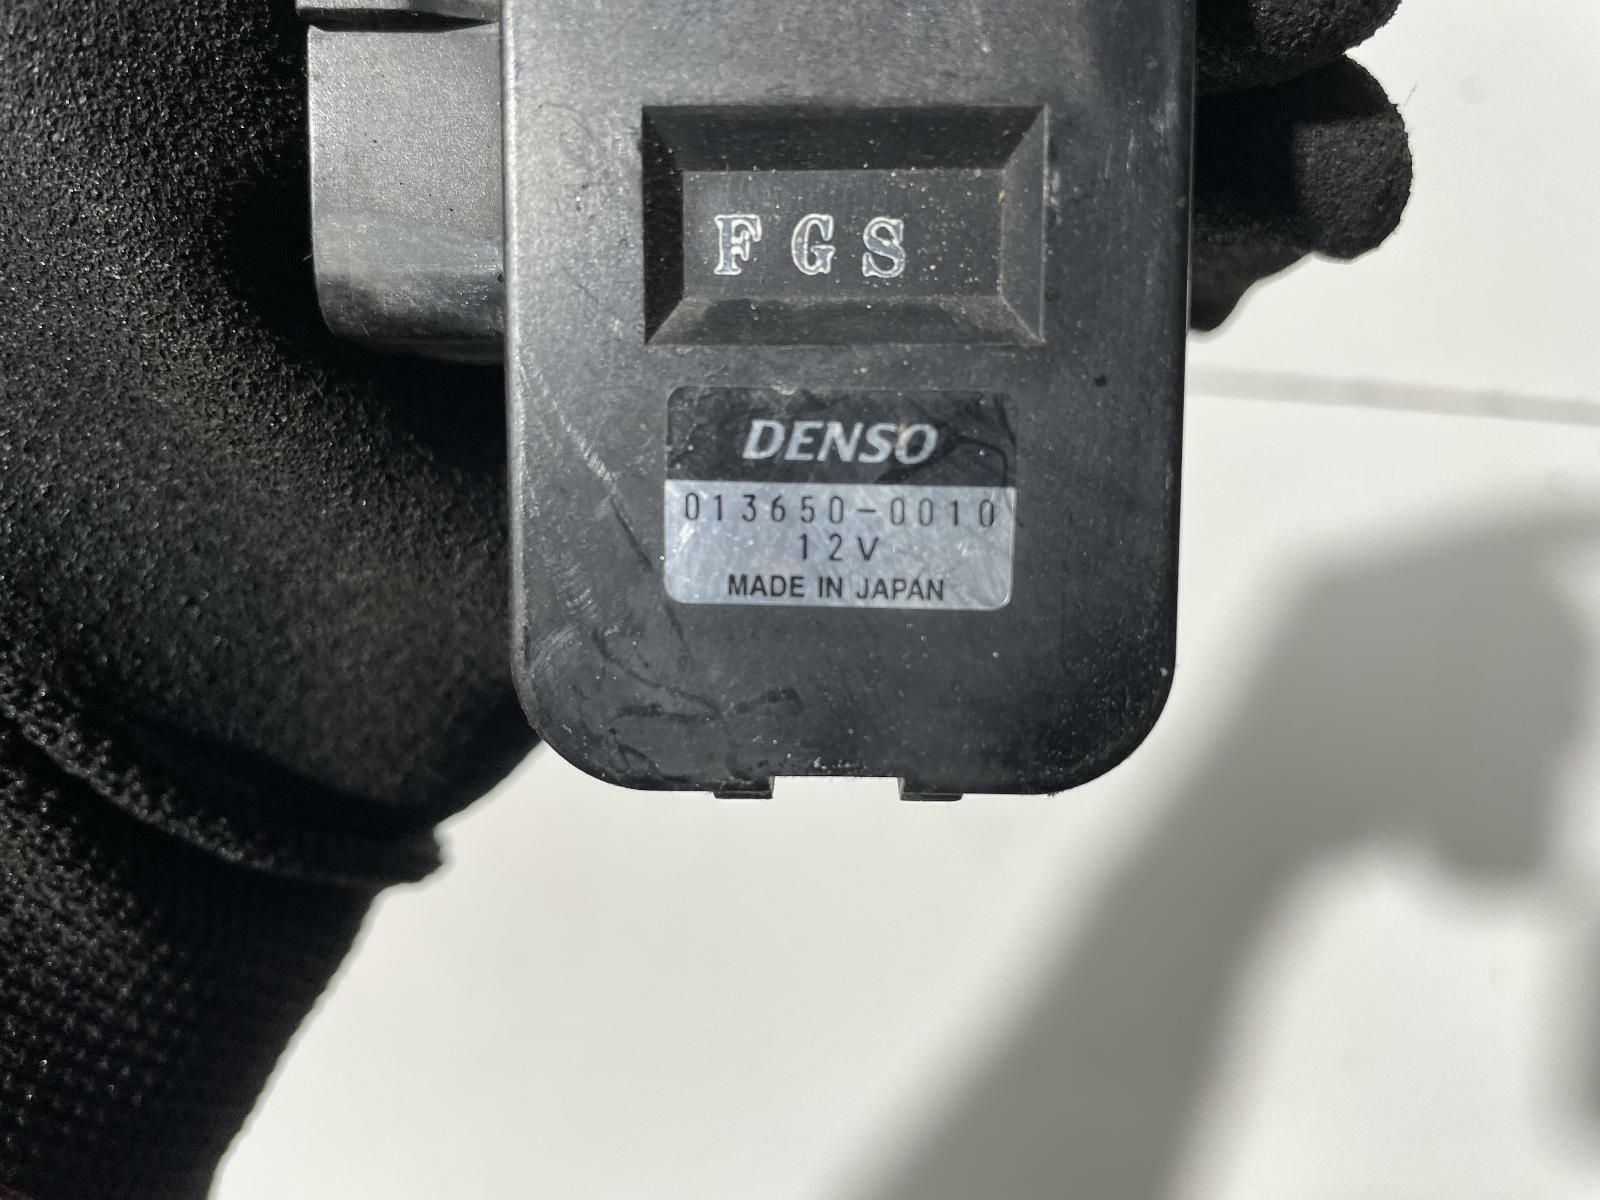 FGS
DENSO
013650-0010
12V
MADE IN JAPAN